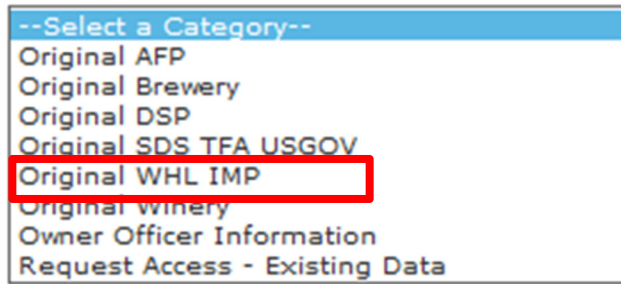 --Select a Category--
Original AFP
Original Brewery
Original DSP
Original SDS TFA USGOV
Original WHL IMP
Original Winery
Owner Officer Information
Request Access - Existing Data